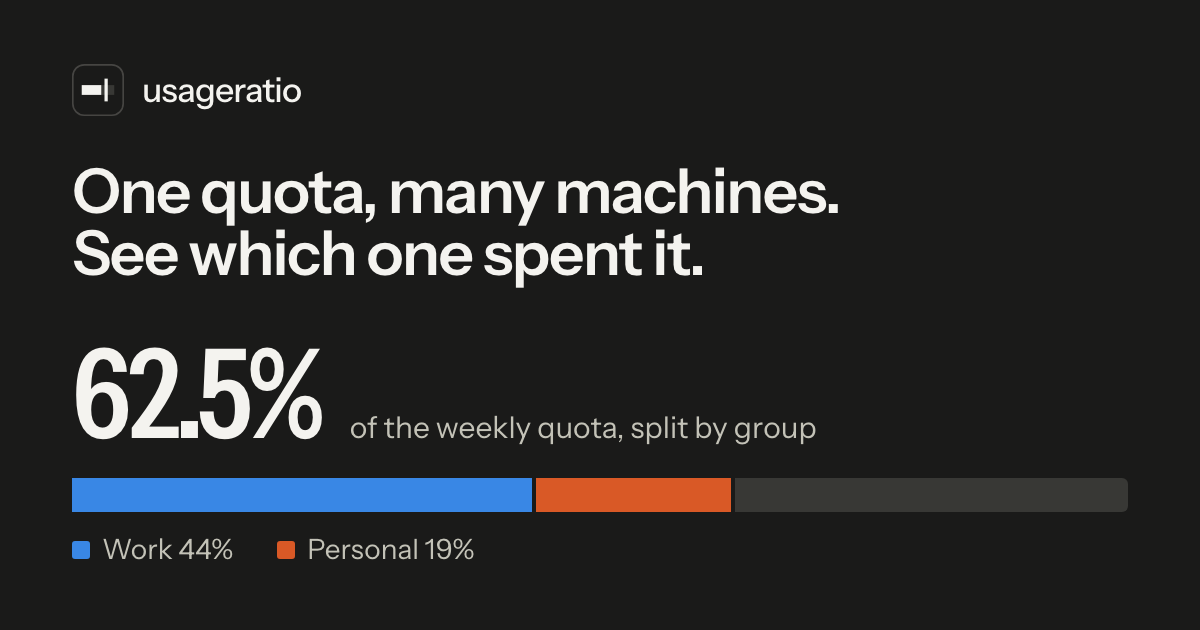 usageratio
One quota, many machines.
See which one spent it.
62.5% of the weekly quota, split by group
Work 44% Personal 19%